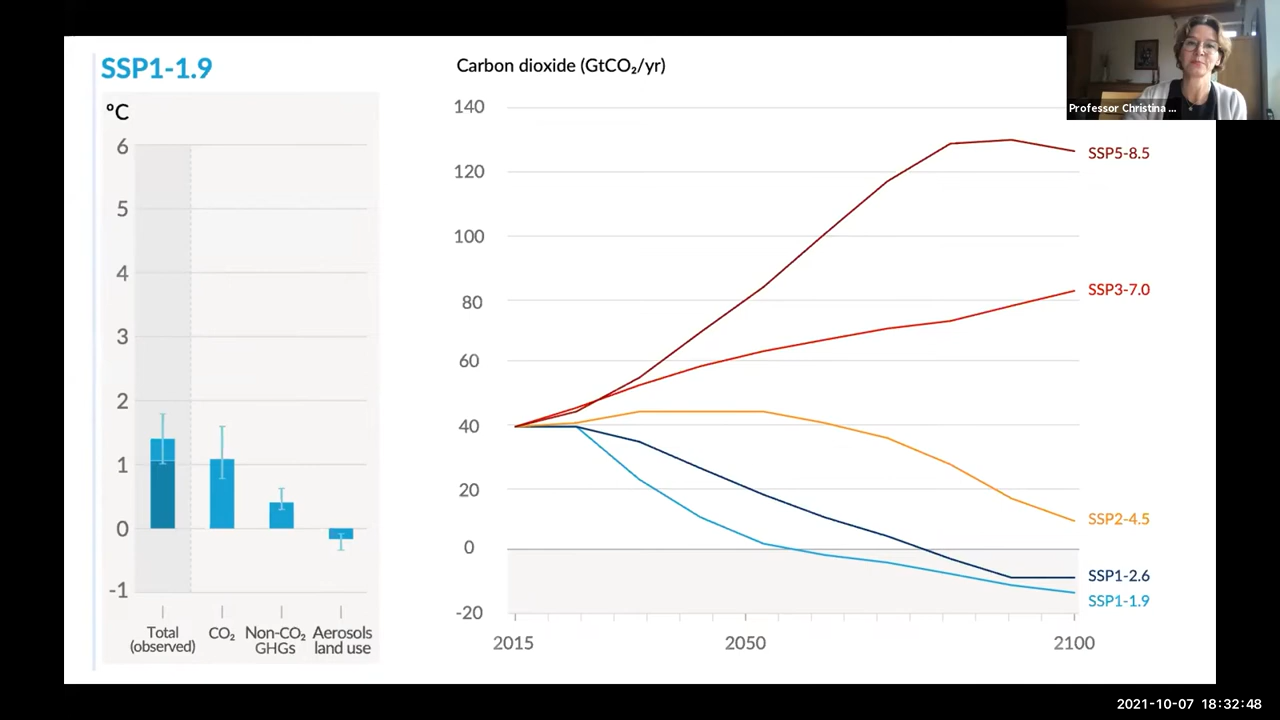 SSP1-1.9
Carbon dioxide (GtCO₂/yr)
Professor Christina ...
°C
6
5
4
3
2
1
0
-1
Total
(observed)
CO₂
Non-CO₂
GHGs
Aerosols
land use
140
120
100
80
60
40
20
0
-20
2015
2050
2100
SSP5-8.5
SSP3-7.0
SSP2-4.5
SSP1-2.6
SSP1-1.9
2021-10-07 18:32:48